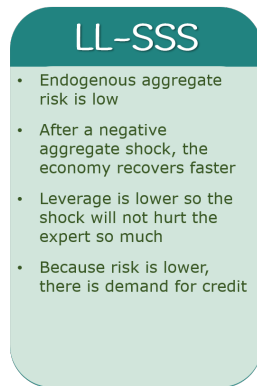 LL-SSS
• Endogenous aggregate
risk is low
• After a negative
aggregate shock, the
economy recovers faster
• Leverage is lower so the
shock will not hurt the
expert so much
• Because risk is lower,
there is demand for credit